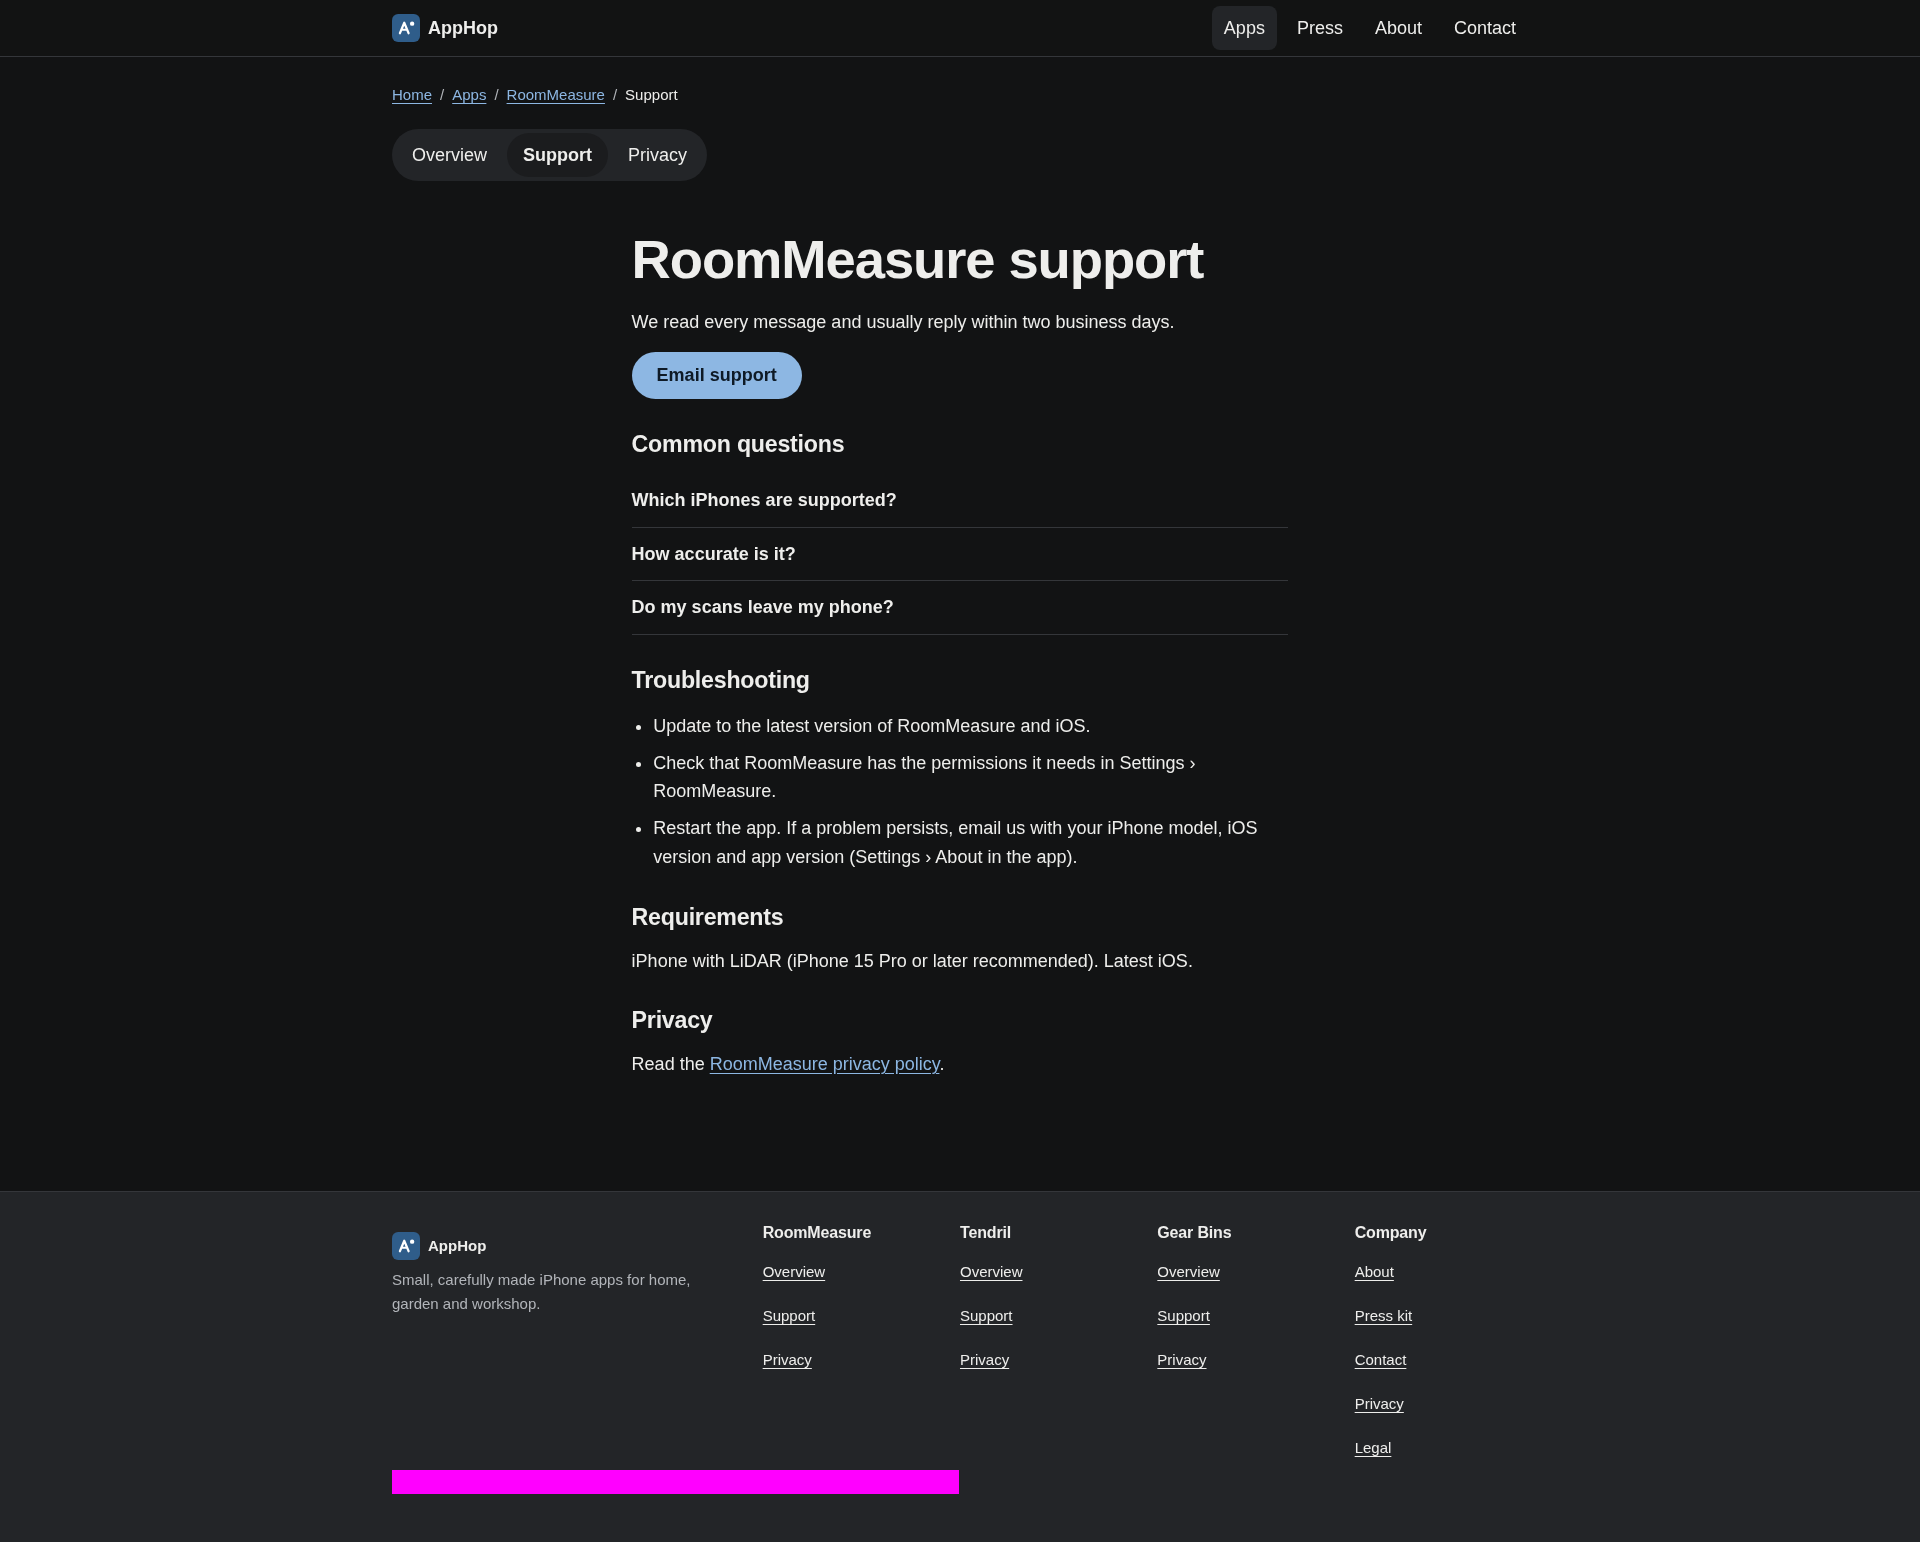 AppHop
Apps
Press
About
Contact
Home / Apps / RoomMeasure / Support
Overview
Support
Privacy
RoomMeasure support
We read every message and usually reply within two business days.
Email support
Common questions
Which iPhones are supported?
How accurate is it?
Do my scans leave my phone?
Troubleshooting
• Update to the latest version of RoomMeasure and iOS.
• Check that RoomMeasure has the permissions it needs in Settings ›
RoomMeasure.
• Restart the app. If a problem persists, email us with your iPhone model, iOS
version and app version (Settings › About in the app).
Requirements
iPhone with LiDAR (iPhone 15 Pro or later recommended). Latest iOS.
Privacy
Read the RoomMeasure privacy policy.
AppHop
Small, carefully made iPhone apps for home,
garden and workshop.
RoomMeasure
Overview
Support
Privacy
Tendril
Overview
Support
Privacy
Gear Bins
Overview
Support
Privacy
Company
About
Press kit
Contact
Privacy
Legal